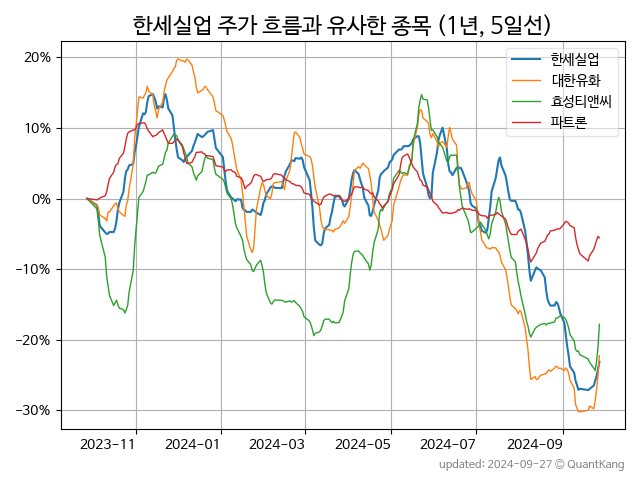 한세실업 주가 흐름과 유사한 종목 (1년, 5일선)
한세실업
대한유화
효성티앤씨
파트론
20%
10%
0%
−10%
−20%
−30%
2023-11
2024-01
2024-03
2024-05
2024-07
2024-09
updated: 2024-09-27 © QuantKang